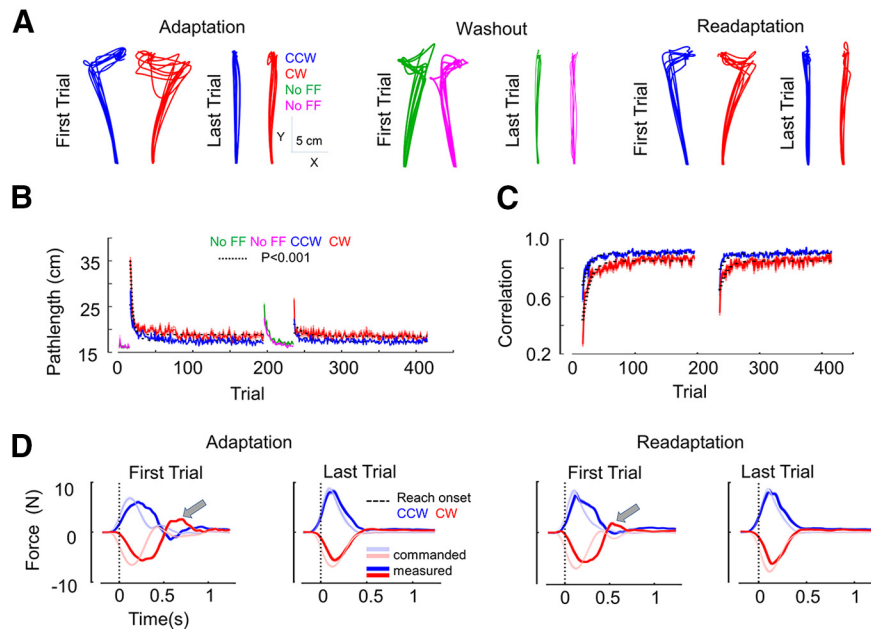 A
Adaptation
Washout
Readaptation
First Trial
Last Trial
CCW
CW
No FF
No FF
Y
5 cm
X
First Trial
Last Trial
First Trial
Last Trial
B
No FF No FF CCW CW
P<0.001
Pathlength (cm)
35
25
15
0 100 200 300 400
Trial
C
Correlation
1.0
0.6
0.2
0 100 200 300 400
Trial
D
Adaptation
Readaptation
First Trial
Last Trial
First Trial
Last Trial
Force (N)
10
0
-10
Reach onset
CCW CW
commanded
measured
0 0.5 1
0 0.5 1
0 0.5 1
0 0.5 1
Time(s)